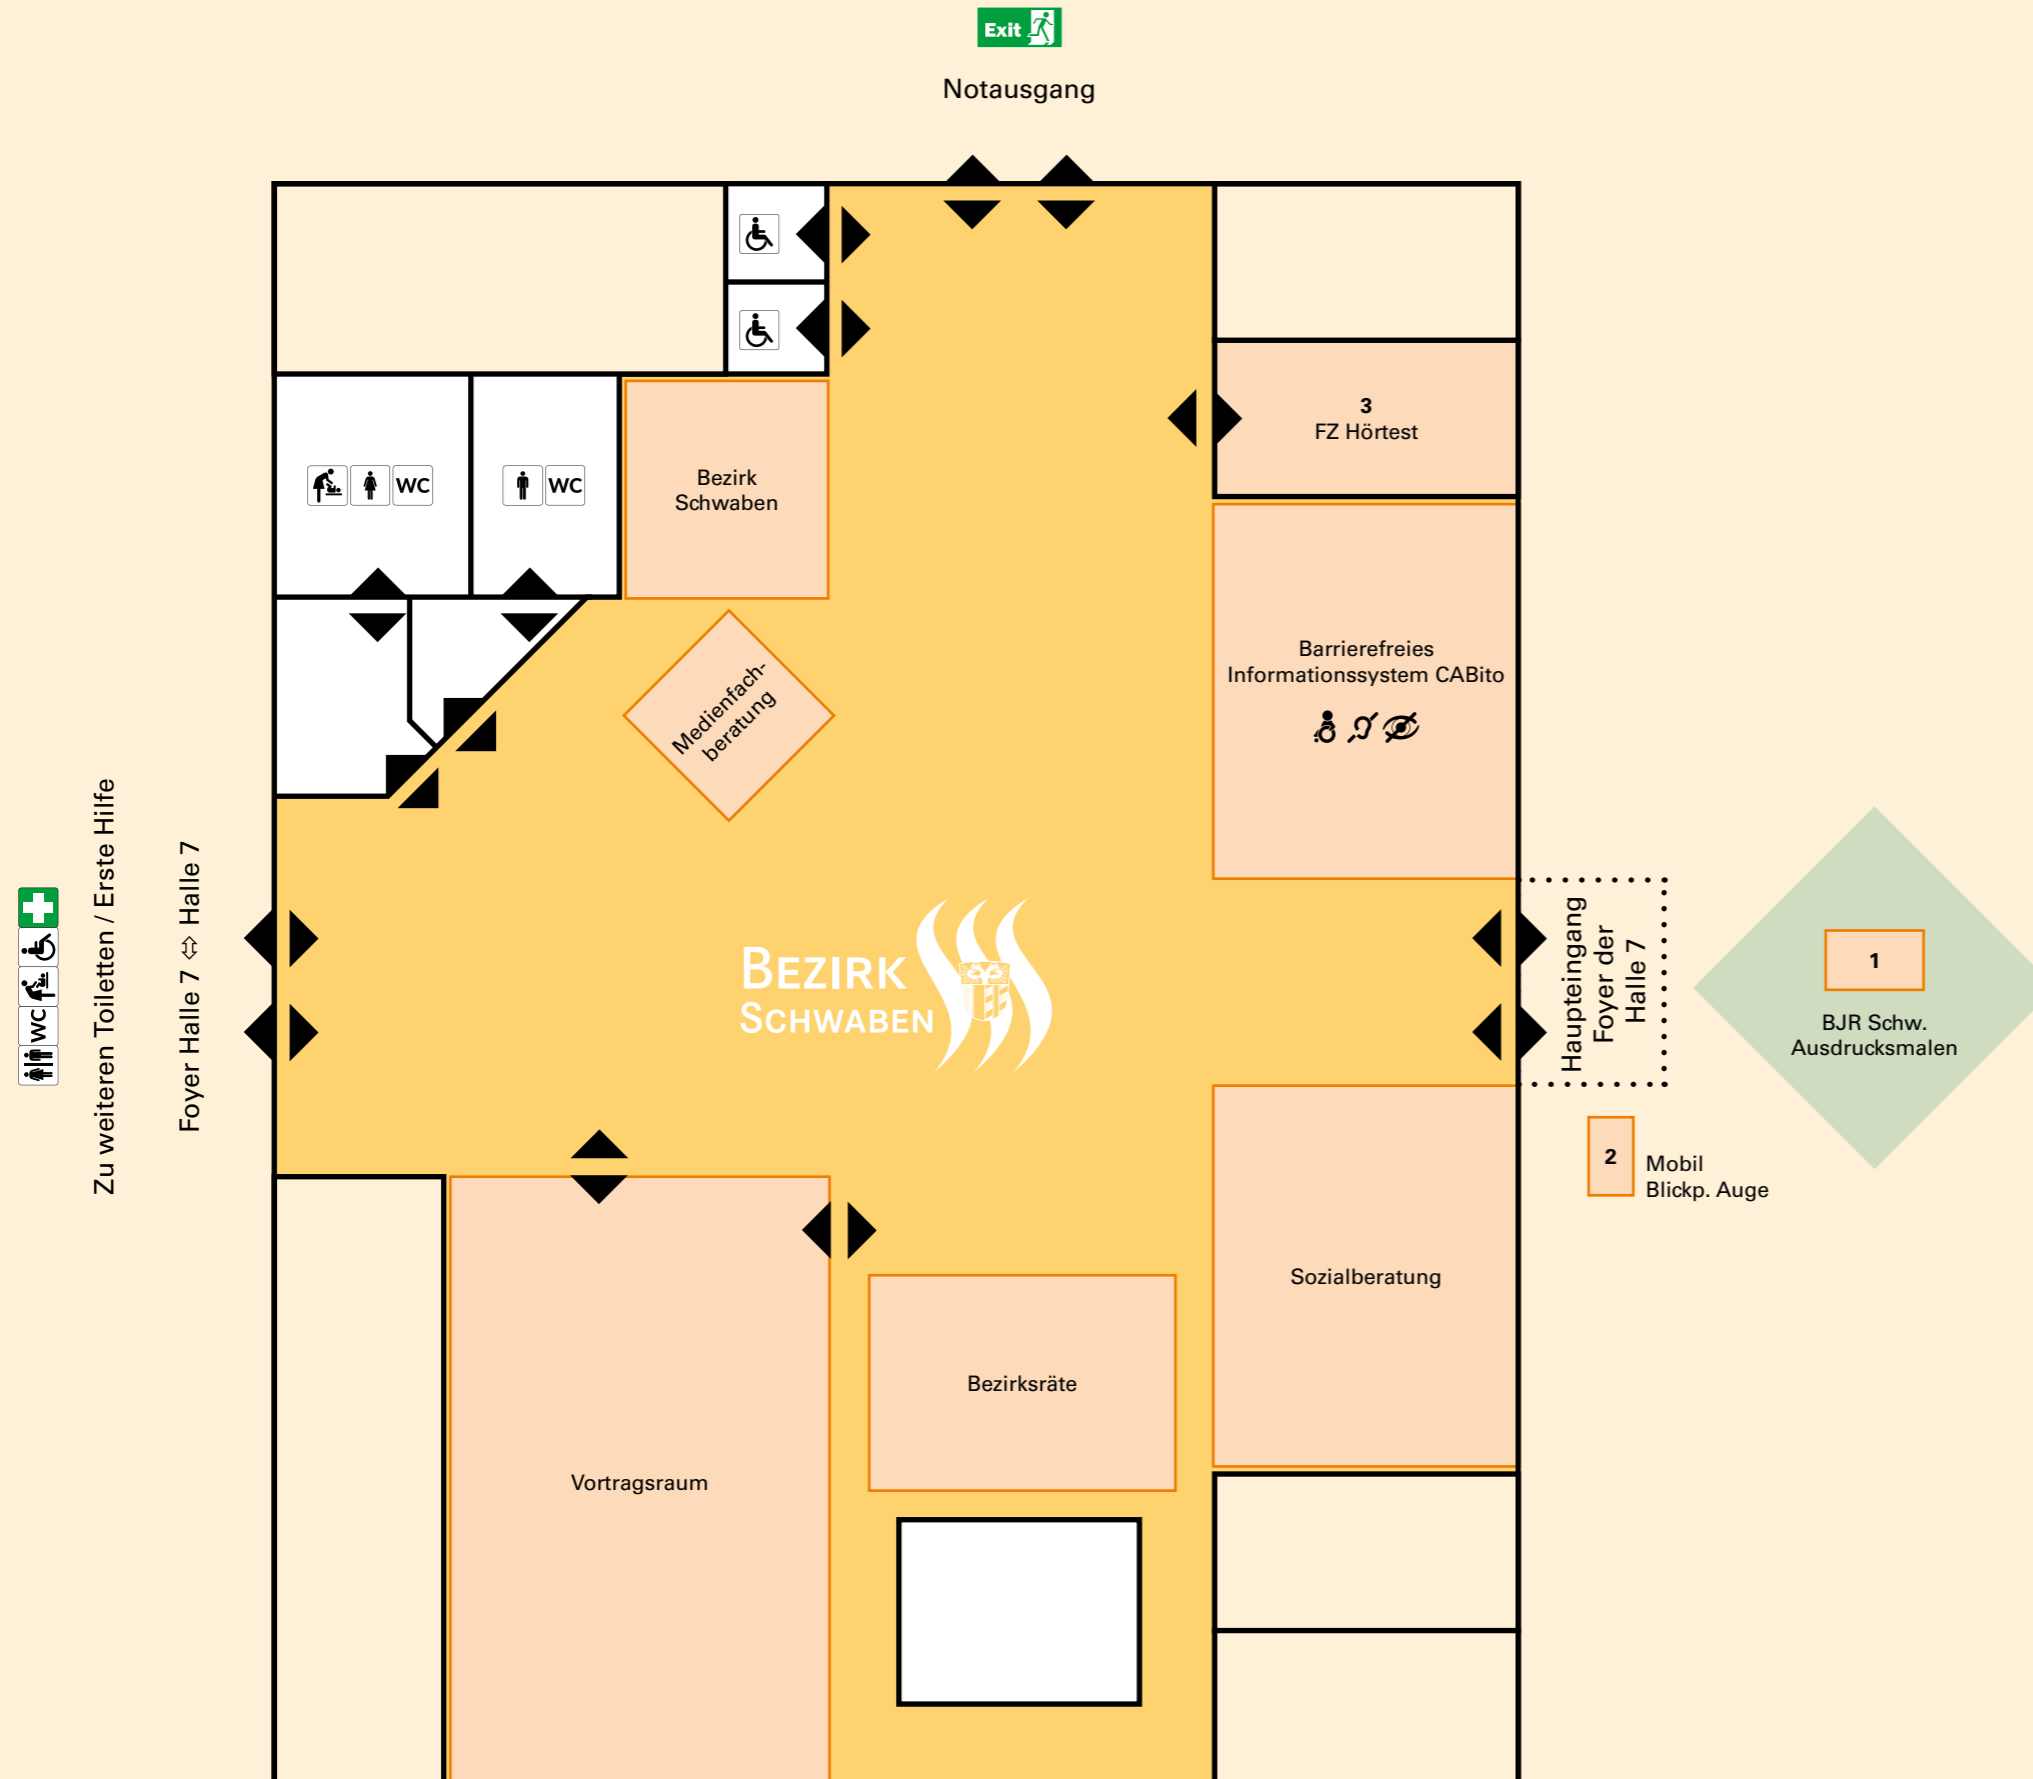 Exit
Notausgang
3
FZ Hörtest
WC
WC
Bezirk
Schwaben
Barrierefreies
Informationssystem CABito
Medienfach-
beratung
Zu weiteren Toiletten / Erste Hilfe
Foyer Halle 7 ⇔ Halle 7
WC
BEZIRK
SCHWABEN
Haupteingang
Foyer der
Halle 7
1
BJR Schw.
Ausdrucksmalen
2
Mobil
Blickp. Auge
Sozialberatung
Bezirksräte
Vortragsraum